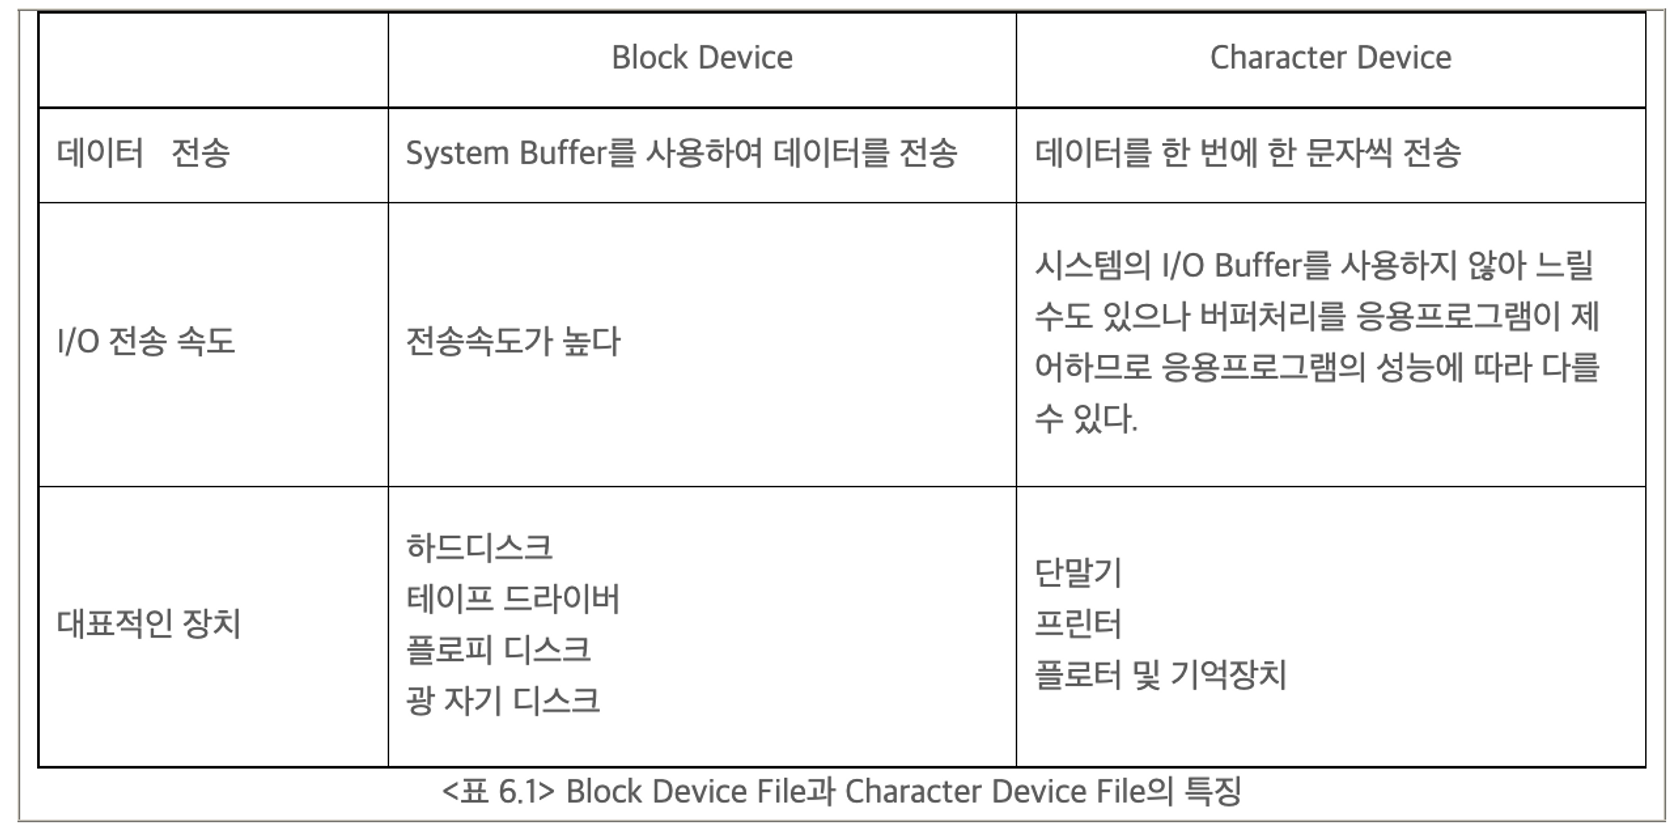 Block Device Character Device
데이터 전송 System Buffer를 사용하여 데이터를 전송 데이터를 한 번에 한 문자씩 전송
I/O 전송 속도 전송속도가 높다
시스템의 I/O Buffer를 사용하지 않아 느릴
수도 있으나 버퍼처리를 응용프로그램이 제
어하므로 응용프로그램의 성능에 따라 다를
수 있다.
대표적인 장치
하드디스크
테이프 드라이버
플로피 디스크
광 자기 디스크
단말기
프린터
플로터 및 기억장치
<표 6.1> Block Device File과 Character Device File의 특징